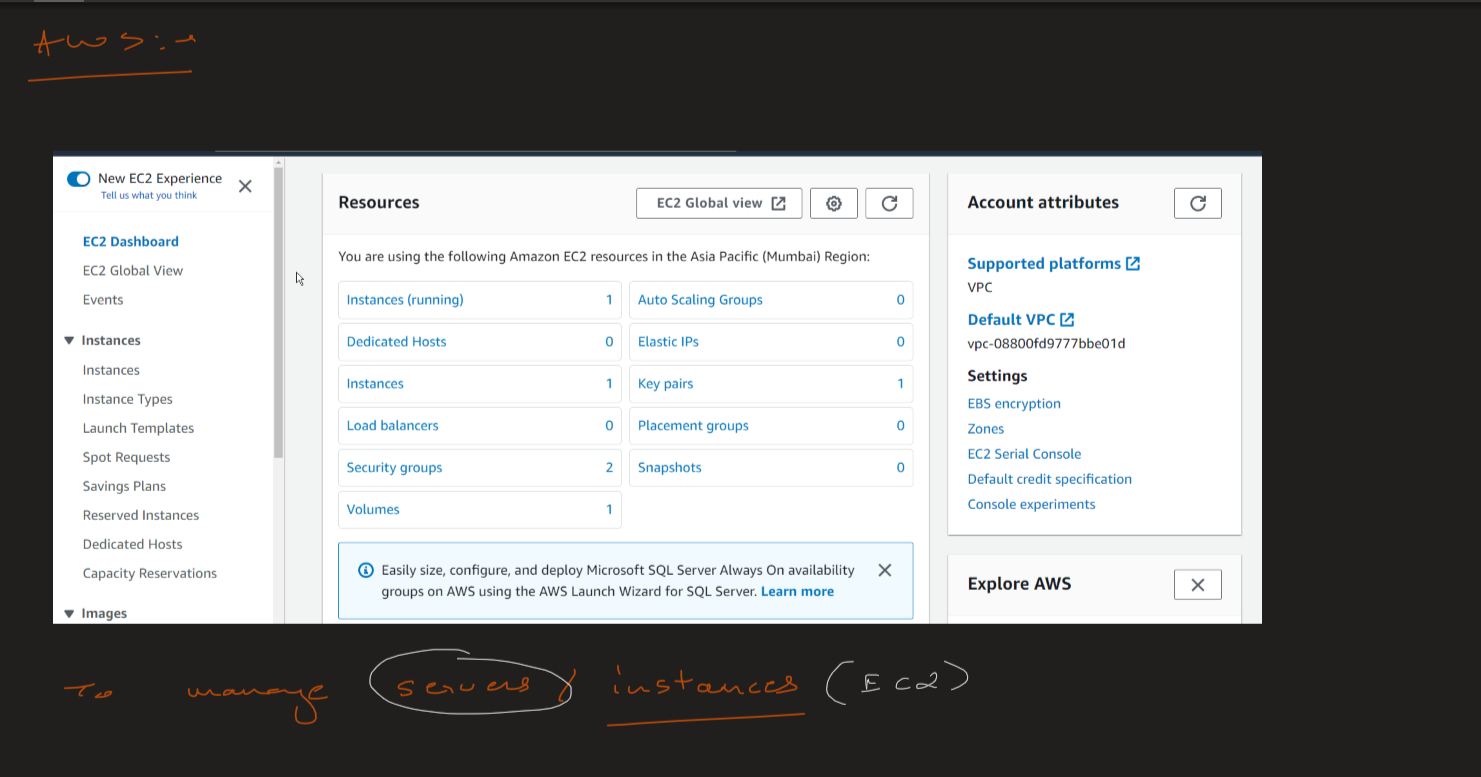 AWS:→
New EC2 Experience
Tell us what you think
EC2 Dashboard
EC2 Global View
Events
Instances
Instances
Instance Types
Launch Templates
Spot Requests
Savings Plans
Reserved Instances
Dedicated Hosts
Capacity Reservations
Images
Resources
EC2 Global view
You are using the following Amazon EC2 resources in the Asia Pacific (Mumbai) Region:
Instances (running) 1 Auto Scaling Groups 0
Dedicated Hosts 0 Elastic IPs 0
Instances 1 Key pairs 1
Load balancers 0 Placement groups 0
Security groups 2 Snapshots 0
Volumes 1
Easily size, configure, and deploy Microsoft SQL Server Always On availability
groups on AWS using the AWS Launch Wizard for SQL Server. Learn more
Account attributes
Supported platforms
VPC
Default VPC
vpc-08800fd9777bbe01d
Settings
EBS encryption
Zones
EC2 Serial Console
Default credit specification
Console experiments
Explore AWS
To manage servers / instances (EC2)